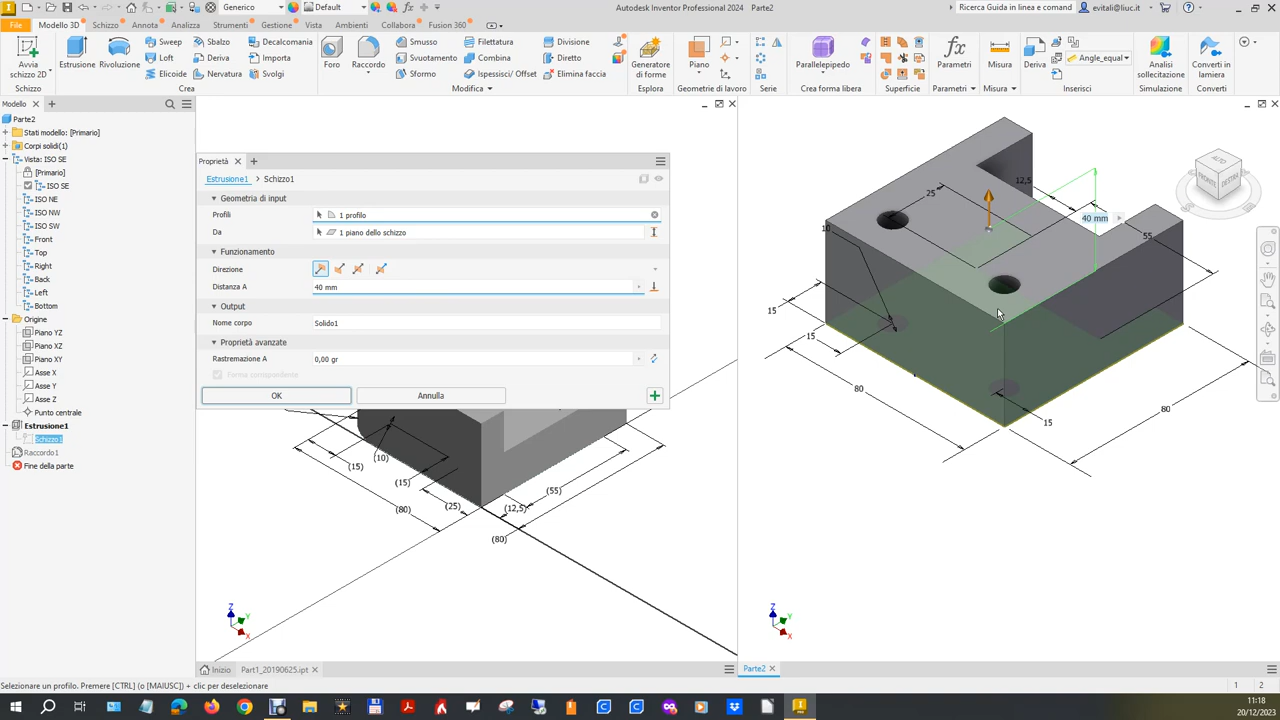 Generico
Default
Autodesk Inventor Professional 2024  Parte2
Ricerca Guida in linea e comandi
evitali@liuc.it
File
Modello 3D
Schizzo
Annota
Analizza
Strumenti
Gestione
Vista
Ambienti
Collabora
Fusion 360
Avvia schizzo 2D
Schizzo
Estrusione
Rivoluzione
Sweep
Loft
Elicoide
Sbalzo
Deriva
Nervatura
Decalcomania
Importa
Svolgi
Crea
Foro
Raccordo
Smusso
Svuotamento
Sformo
Filettatura
Combina
Ispessisci/ Offset
Divisione
Diretto
Elimina faccia
Modifica
Generatore di forme
Esplora
Piano
Geometrie di lavoro
Serie
Parallelepipedo
Crea forma libera
Superficie
Parametri
Parametri
Misura
Misura
Deriva
Angle_equal
Inserisci
Analisi sollecitazione
Simulazione
Converti in lamiera
Converti
Modello
Parte2
Stati modello: [Primario]
Corpi solidi(1)
Vista: ISO SE
[Primario]
ISO SE
ISO NE
ISO NW
ISO SW
Front
Top
Right
Back
Left
Bottom
Origine
Piano YZ
Piano XZ
Piano XY
Asse X
Asse Y
Asse Z
Punto centrale
Estrusione1
Schizzo1
Raccordo1
Fine della parte
Proprietà
Estrusione1 > Schizzo1
Geometria di input
Profili 1 profilo
Da 1 piano dello schizzo
Funzionamento
Direzione
Distanza A 40 mm
Output
Nome corpo Solido1
Proprietà avanzate
Rastremazione A 0,00 gr
Forma corrispondente
OK
Annulla
(10)
(15)
(15)
(25)
(80)
(55)
(12,5)
(80)
Z
Y
X
12,5
25
40 mm
10
55
15
15
80
80
15
ALTO
FRONTE
DESTRA
Z
Y
X
Inizio
Part1_20190625.ipt
Parte2
Selezionare un profilo. Premere [CTRL] (o [MAIUSC]) + clic per deselezionare
1
2
11:18
20/12/2023